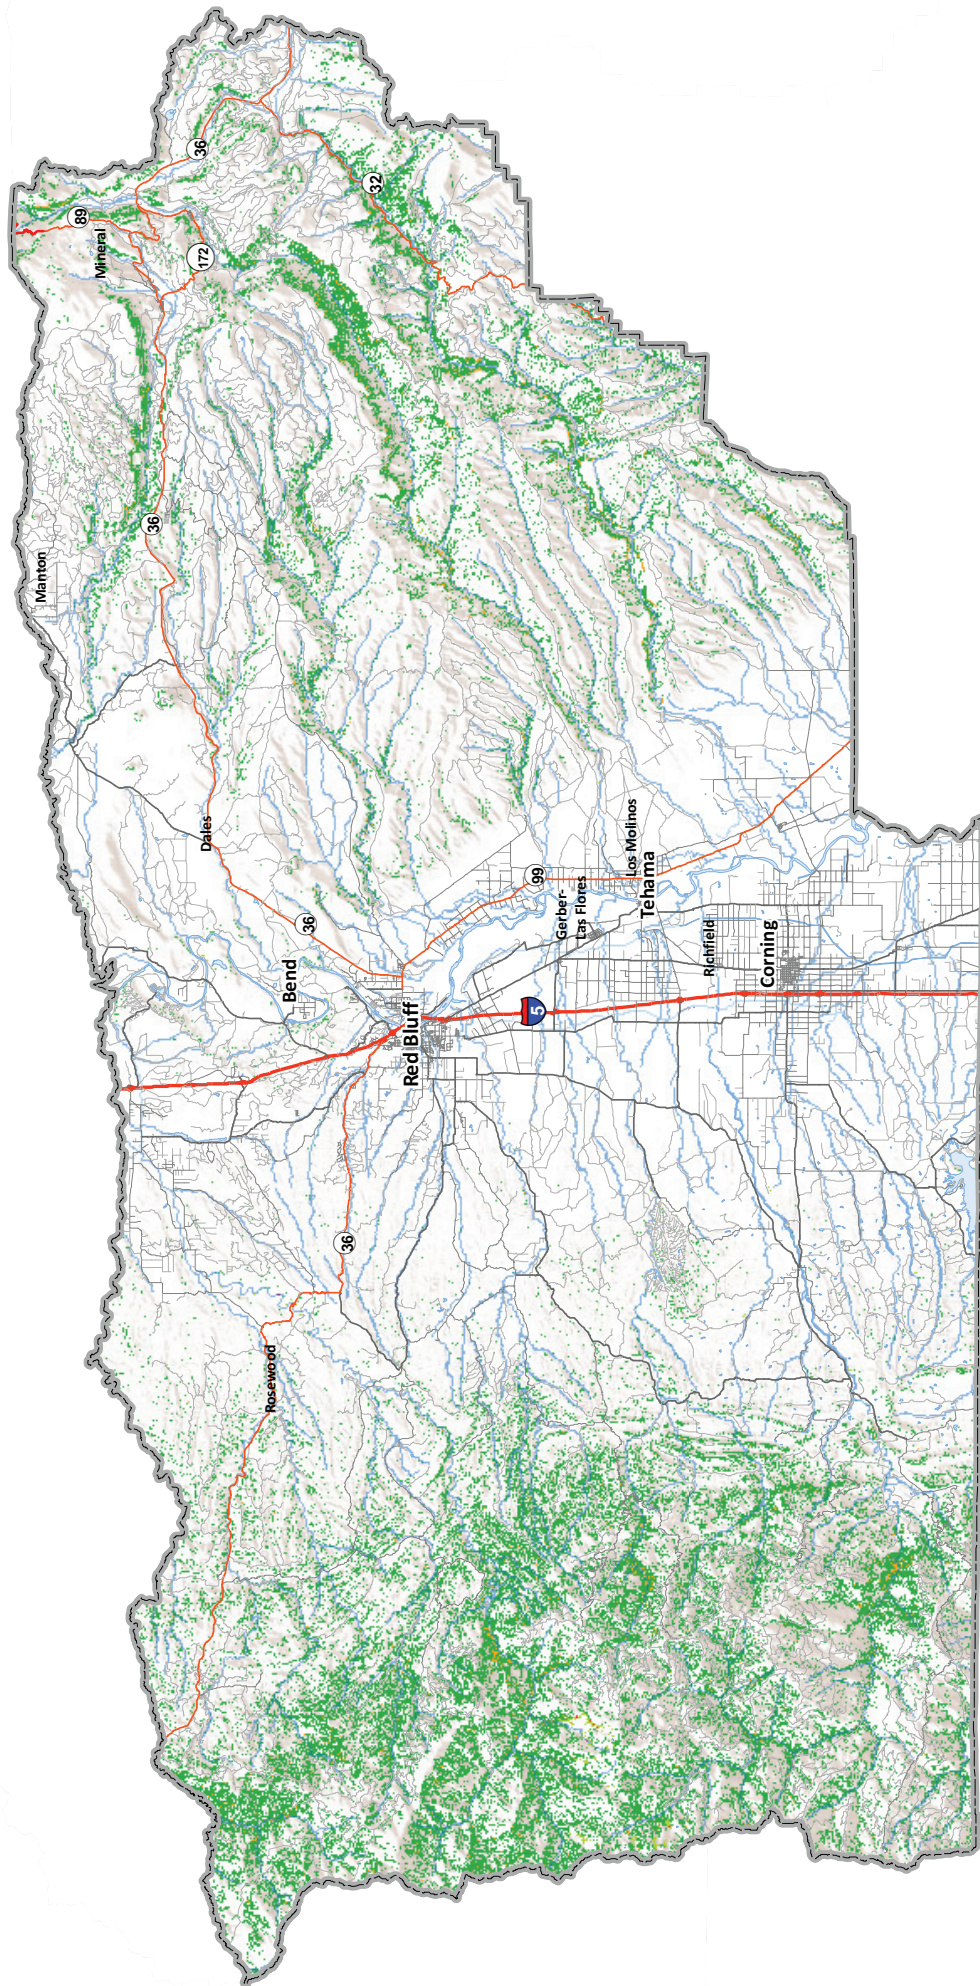 36
32
89
Mineral
172
36
Manton
Dales
36
99
Los Molinos
Tehama
Gerber-
Las Flores
Richfield
Corning
Bend
5
Red Bluff
36
Rosewood